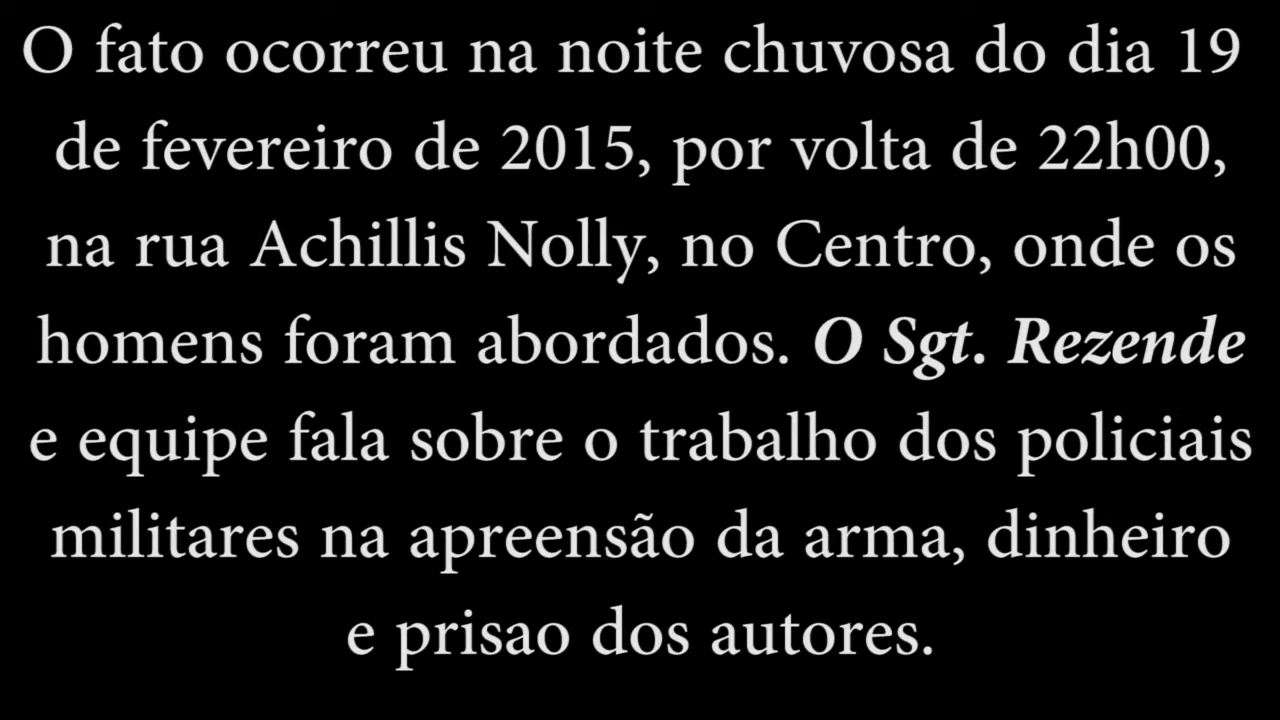 O fato ocorreu na noite chuvosa do dia 19
de fevereiro de 2015, por volta de 22h00,
na rua Achillis Nolly, no Centro, onde os
homens foram abordados. O Sgt. Rezende
e equipe fala sobre o trabalho dos policiais
militares na apreensão da arma, dinheiro
e prisao dos autores.